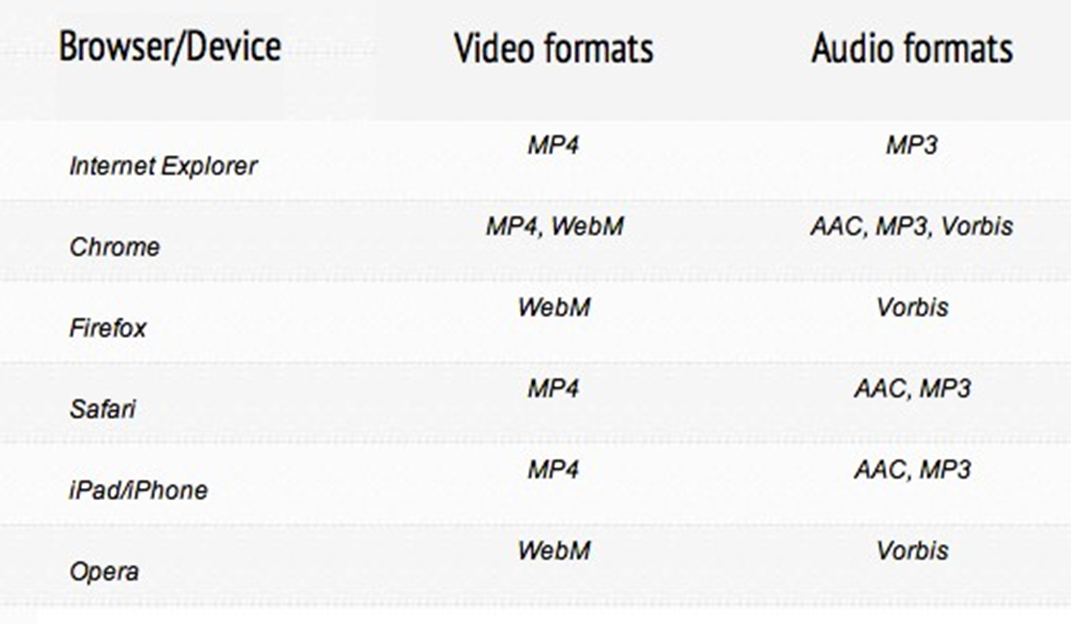 Browser/Device Video formats Audio formats
Internet Explorer MP4 MP3
Chrome MP4, WebM AAC, MP3, Vorbis
Firefox WebM Vorbis
Safari MP4 AAC, MP3
iPad/iPhone MP4 AAC, MP3
Opera WebM Vorbis